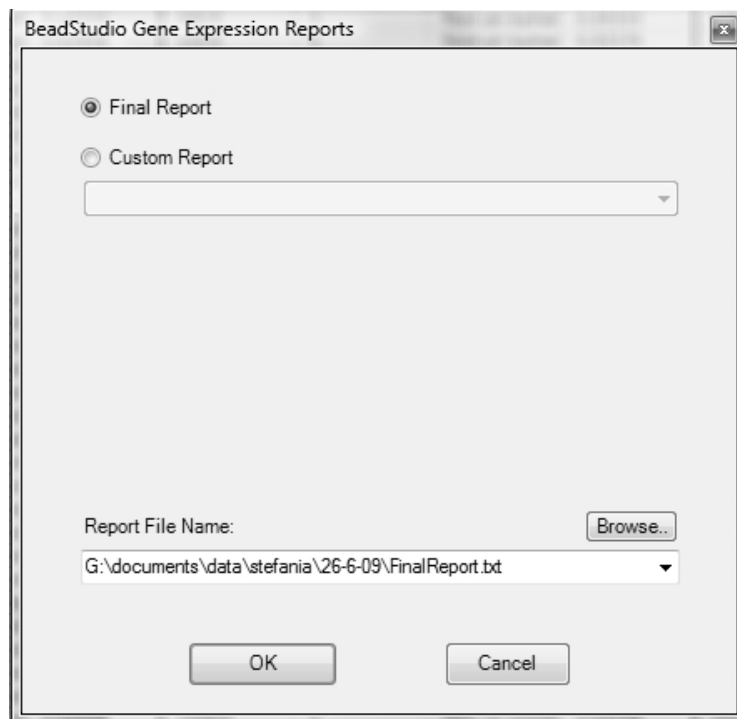 BeadStudio Gene Expression Reports
Final Report
Custom Report
Report File Name:
Browse..
G:\documents\data\stefania\26-6-09\FinalReport.txt
OK
Cancel